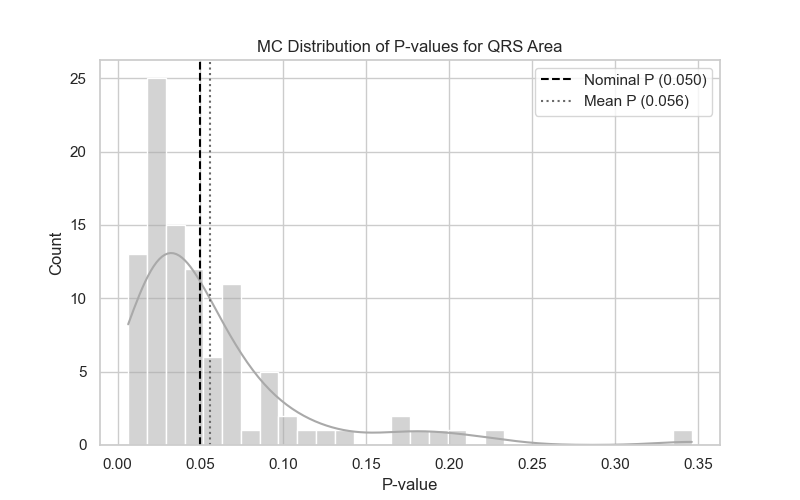 MC Distribution of P-values for QRS Area
Nominal P (0.050)
Mean P (0.056)
Count
25
20
15
10
5
0
0.00 0.05 0.10 0.15 0.20 0.25 0.30 0.35
P-value